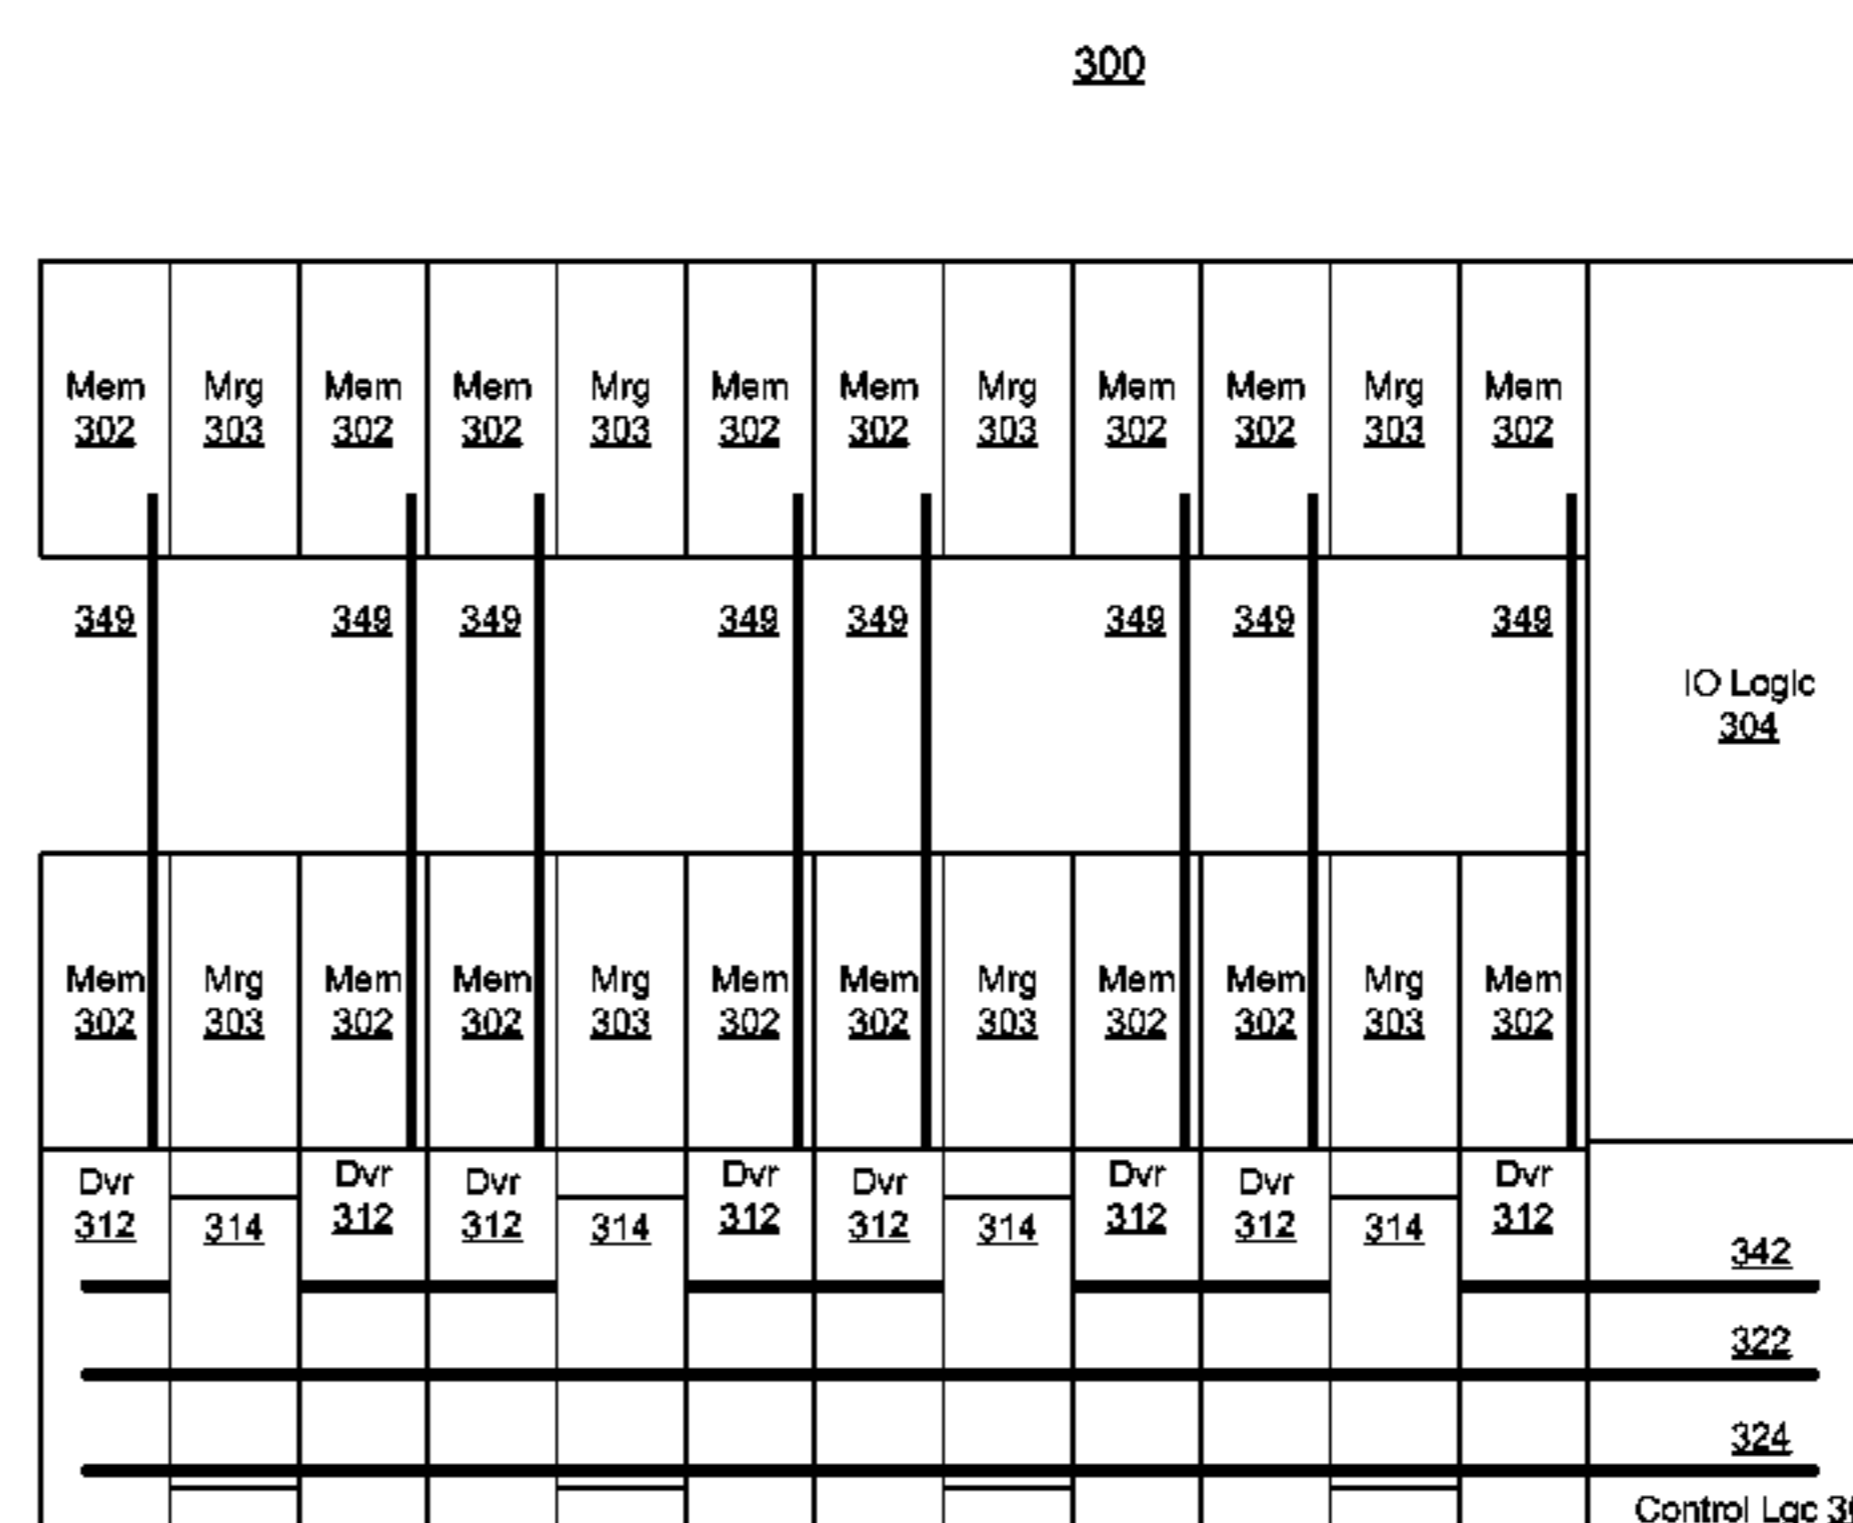 300
Mem Mrg Mem Mem Mrg Mem Mem Mrg Mem Mem Mrg Mem
302 303 302 302 303 302 302 303 302 302 303 302
349 349 349 349 349 349 349 349
IO Logic
304
Mem Mrg Mem Mem Mrg Mem Mem Mrg Mem Mem Mrg Mem
302 303 302 302 303 302 302 303 302 302 303 302
Dvr Dvr Dvr Dvr Dvr Dvr Dvr Dvr
312 314 312 312 314 312 312 314 312 312 314 312
342
322
324
Control Lgc